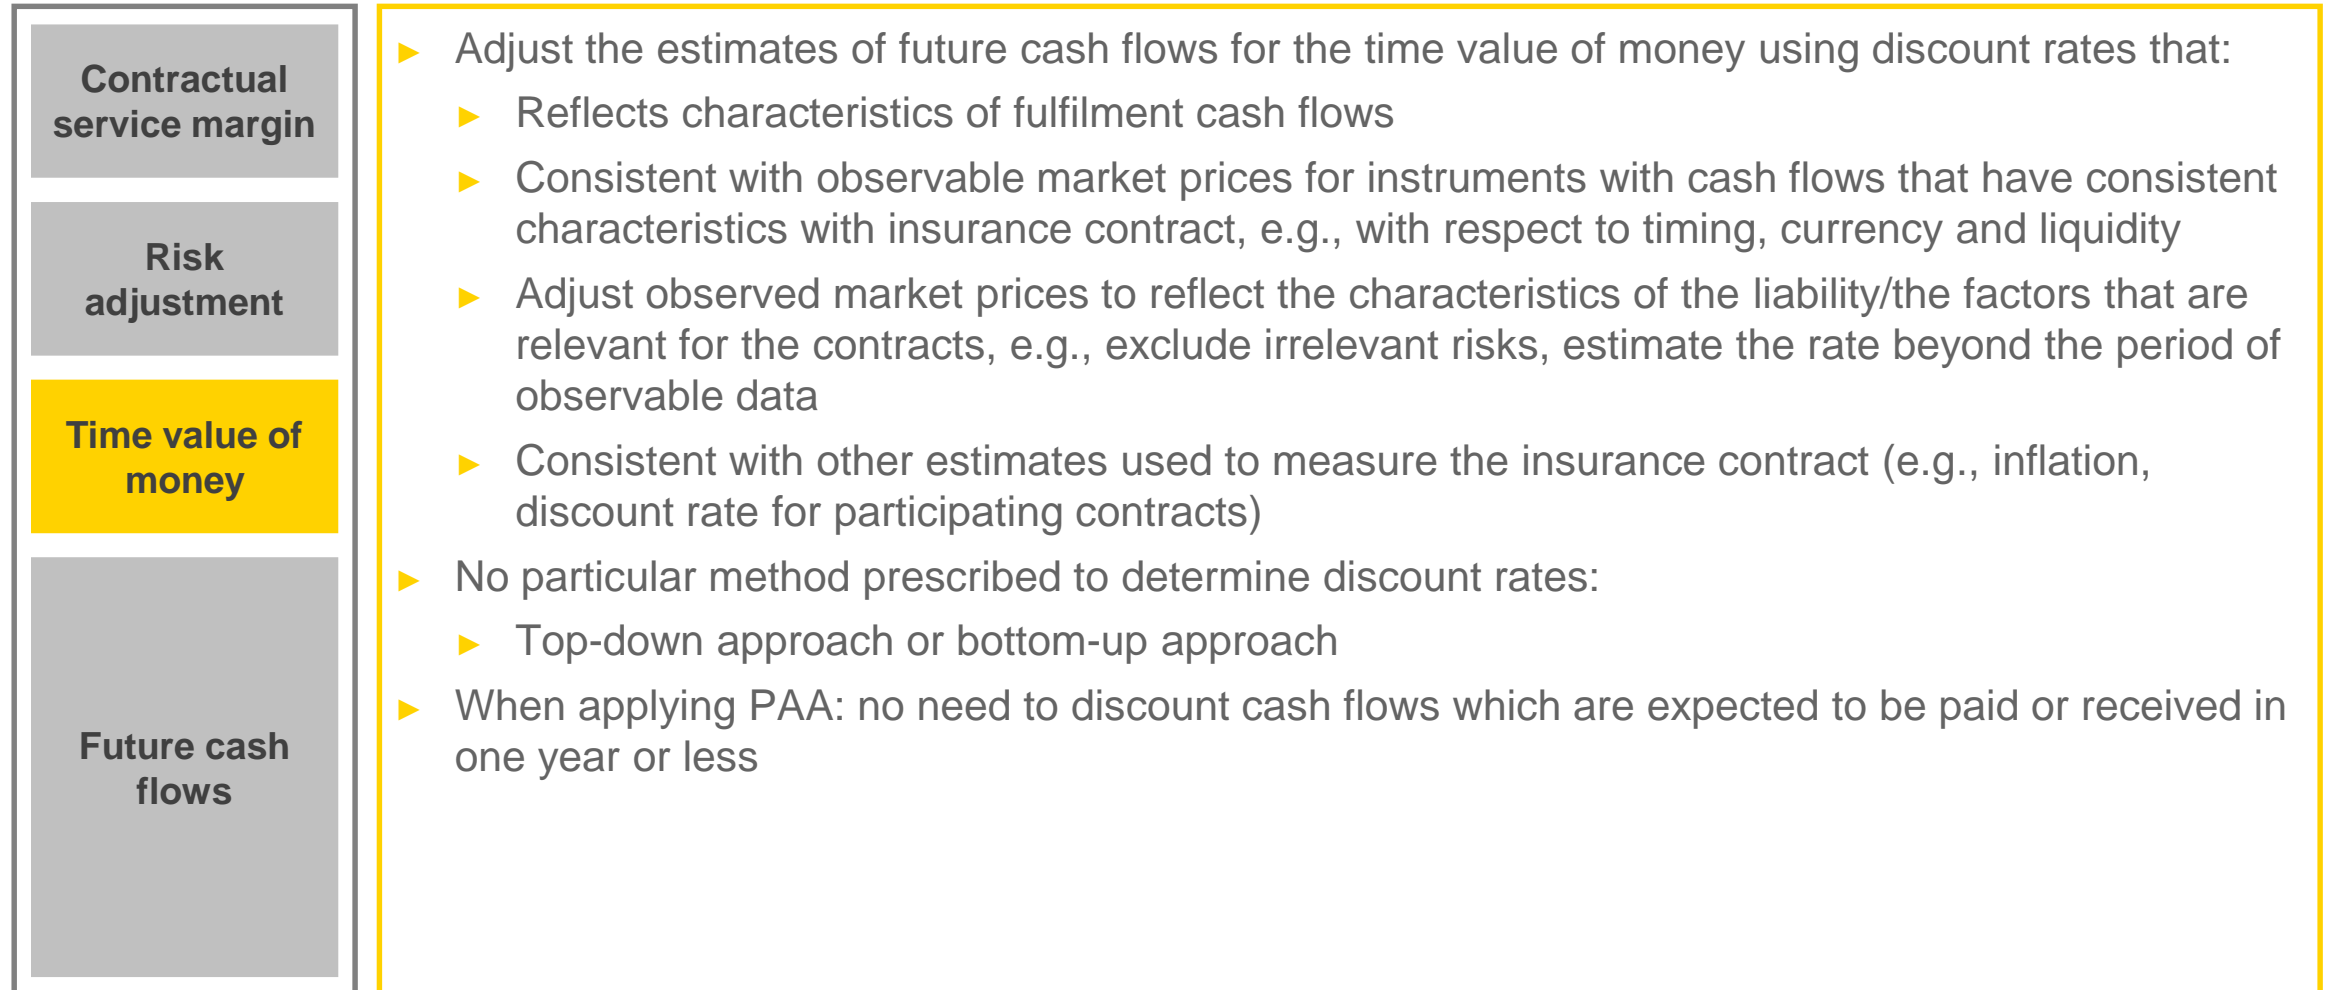 Contractual
service margin
Risk
adjustment
Time value of
money
Future cash
flows
► Adjust the estimates of future cash flows for the time value of money using discount rates that:
► Reflects characteristics of fulfilment cash flows
► Consistent with observable market prices for instruments with cash flows that have consistent
characteristics with insurance contract, e.g., with respect to timing, currency and liquidity
► Adjust observed market prices to reflect the characteristics of the liability/the factors that are
relevant for the contracts, e.g., exclude irrelevant risks, estimate the rate beyond the period of
observable data
► Consistent with other estimates used to measure the insurance contract (e.g., inflation,
discount rate for participating contracts)
► No particular method prescribed to determine discount rates:
► Top-down approach or bottom-up approach
► When applying PAA: no need to discount cash flows which are expected to be paid or received in
one year or less